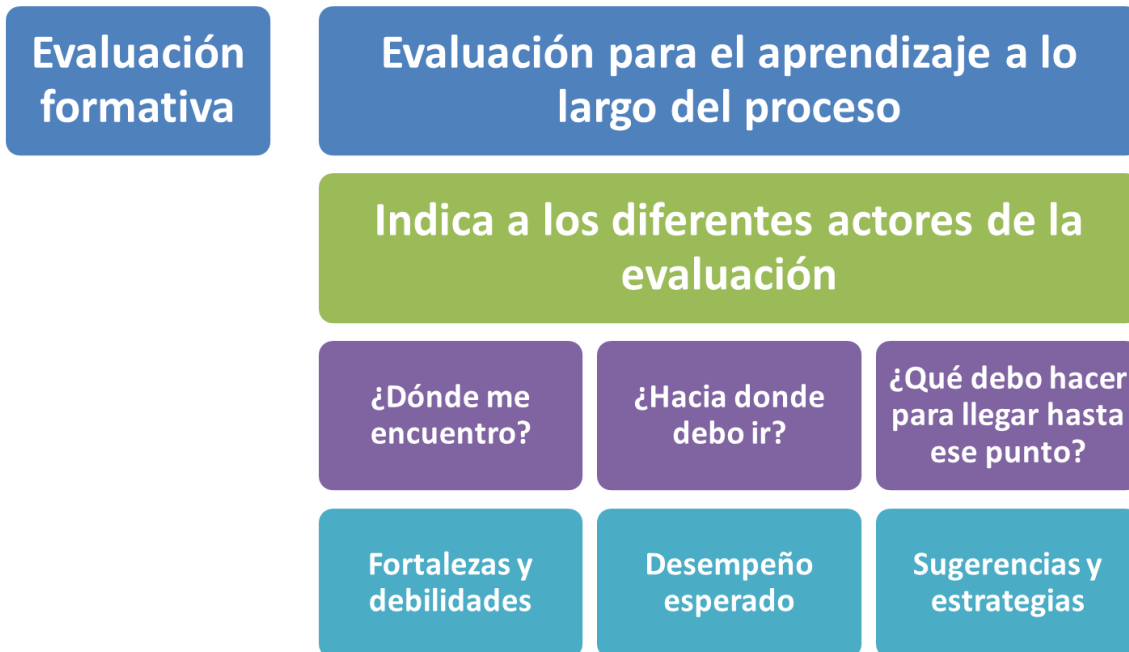 Evaluación
formativa
Evaluación para el aprendizaje a lo
largo del proceso
Indica a los diferentes actores de la
evaluación
¿Dónde me
encuentro?
¿Hacia donde
debo ir?
¿Qué debo hacer
para llegar hasta
ese punto?
Fortalezas y
debilidades
Desempeño
esperado
Sugerencias y
estrategias